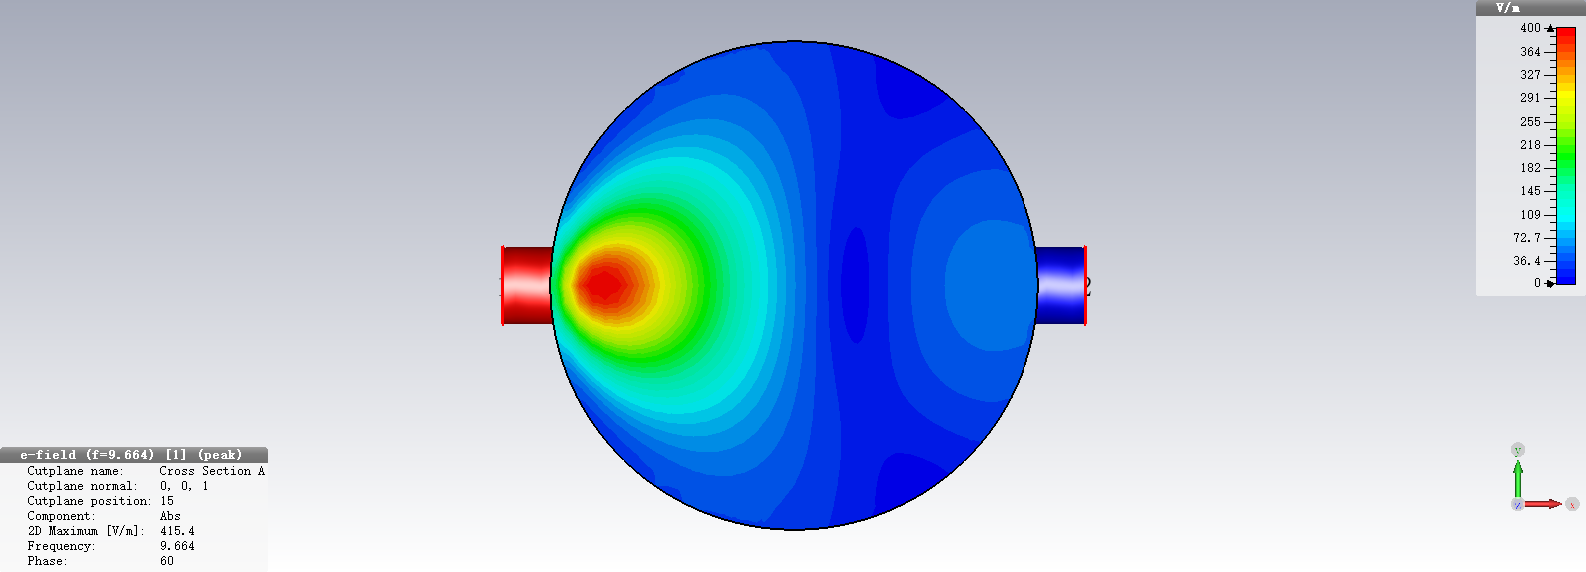 V/m
400
364
327
291
255
218
182
145
109
72.7
36.4
0
2
e-field (f=9.664) [1] (peak)
Cutplane name: Cross Section A
Cutplane normal: 0, 0, 1
Cutplane position: 15
Component: Abs
2D Maximum [V/m]: 415.4
Frequency: 9.664
Phase: 60
Y
Z
X